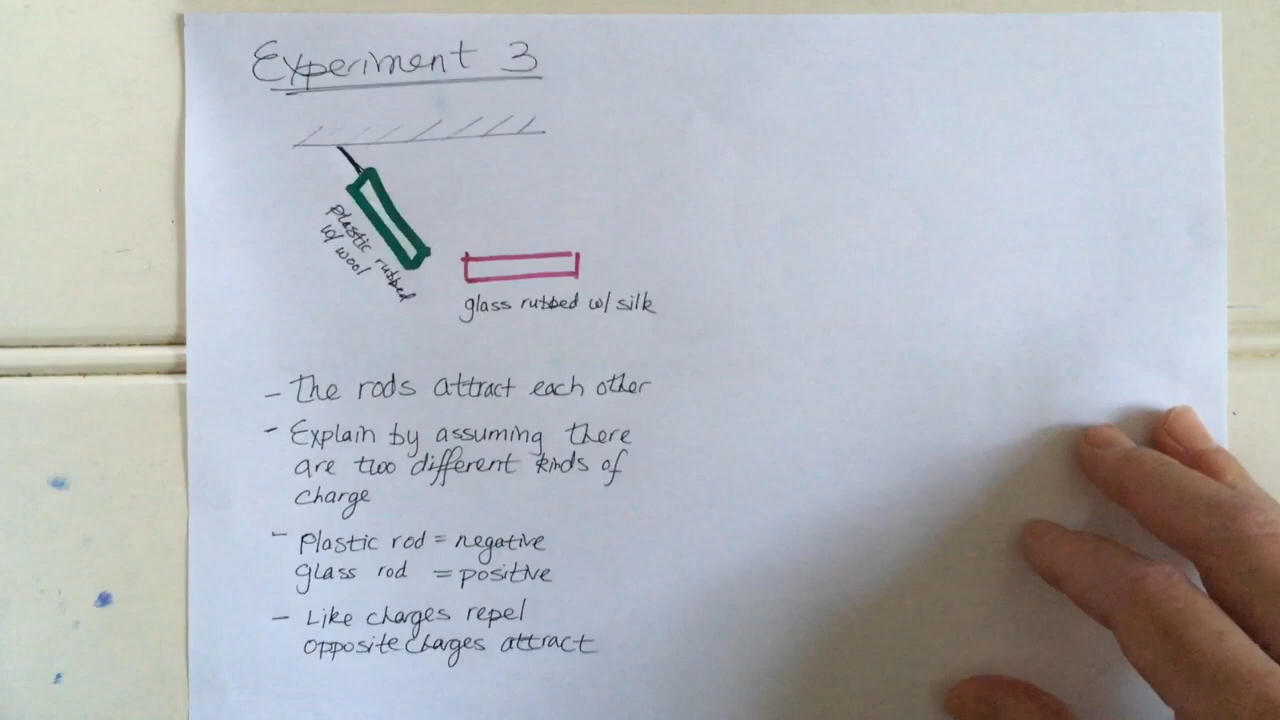 Experiment 3
plastic rubbed
w/ wool
glass rubbed w/ silk
- The rods attract each other
- Explain by assuming there
are two different kinds of
charge
- Plastic rod = negative
glass rod = positive
- Like charges repel
opposite charges attract